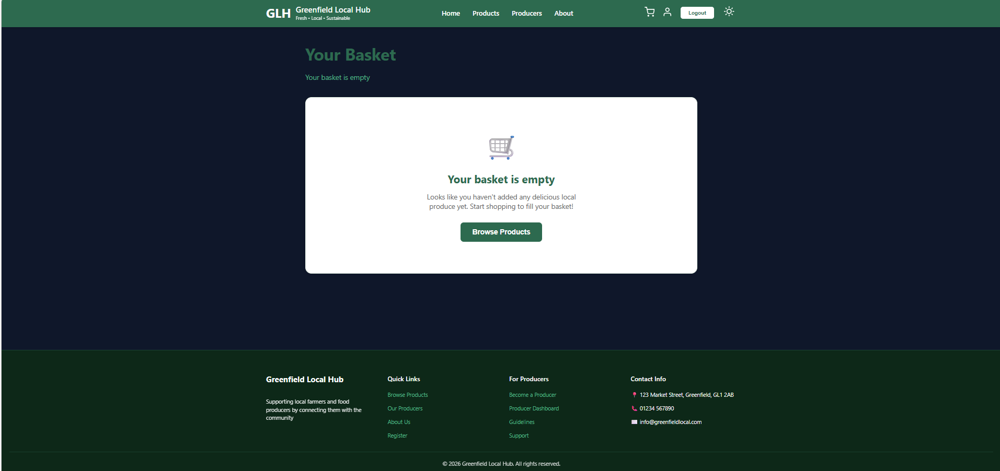 GLH
Greenfield Local Hub
Fresh • Local • Sustainable
Home
Products
Producers
About
Logout
Your Basket
Your basket is empty
Your basket is empty
Looks like you haven't added any delicious local
produce yet. Start shopping to fill your basket!
Browse Products
Greenfield Local Hub
Supporting local farmers and food
producers by connecting them with the
community
Quick Links
Browse Products
Our Producers
About Us
Register
For Producers
Become a Producer
Producer Dashboard
Guidelines
Support
Contact Info
📍 123 Market Street, Greenfield, GL1 2AB
📞 01234 567890
✉️ info@greenfieldlocal.com
© 2026 Greenfield Local Hub. All rights reserved.